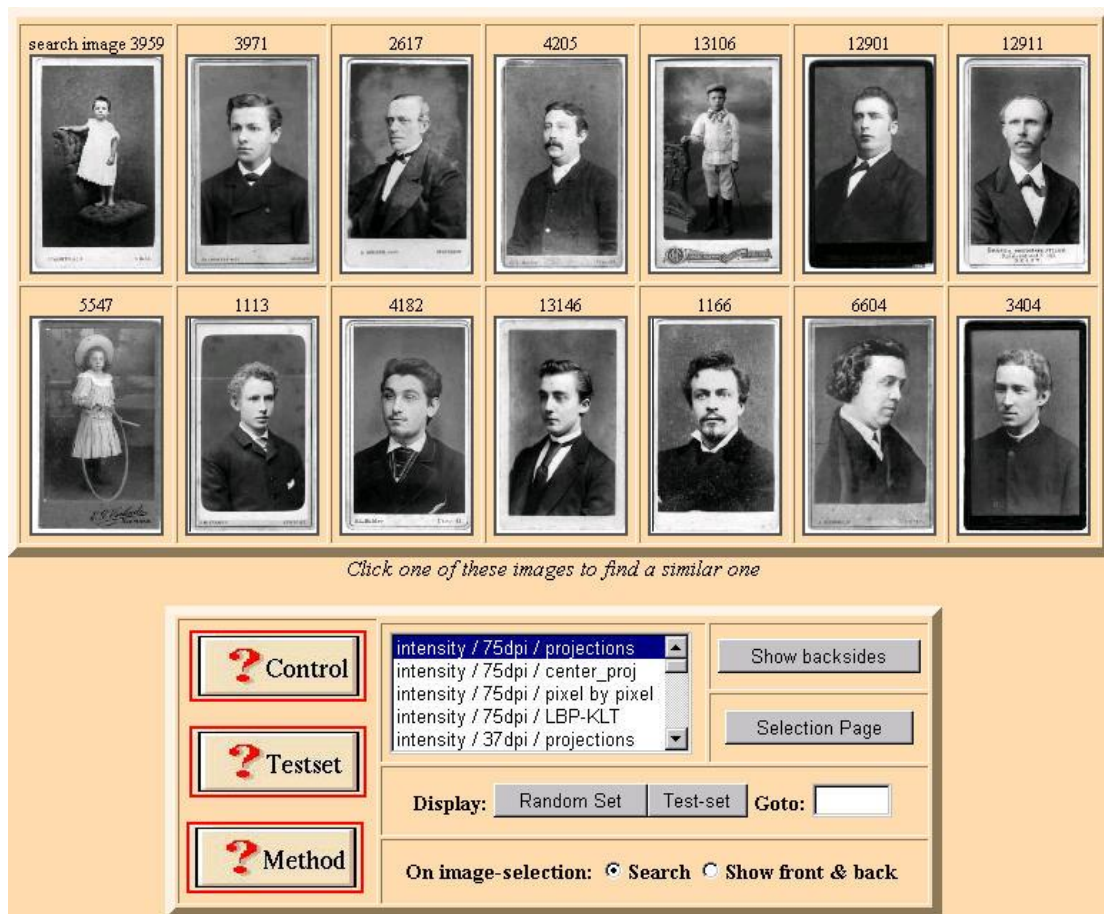 search image 3959 3971 2617 4205 13106 12901 12911
5547 1113 4182 13146 1166 6604 3404
Click one of these images to find a similar one
? Control
? Testset
? Method
intensity / 75dpi / projections
intensity / 75dpi / center_proj
intensity / 75dpi / pixel by pixel
intensity / 75dpi / LBP-KLT
intensity / 37dpi / projections
Show backsides
Selection Page
Display: Random Set Test-set Goto:
On image-selection: Search Show front & back